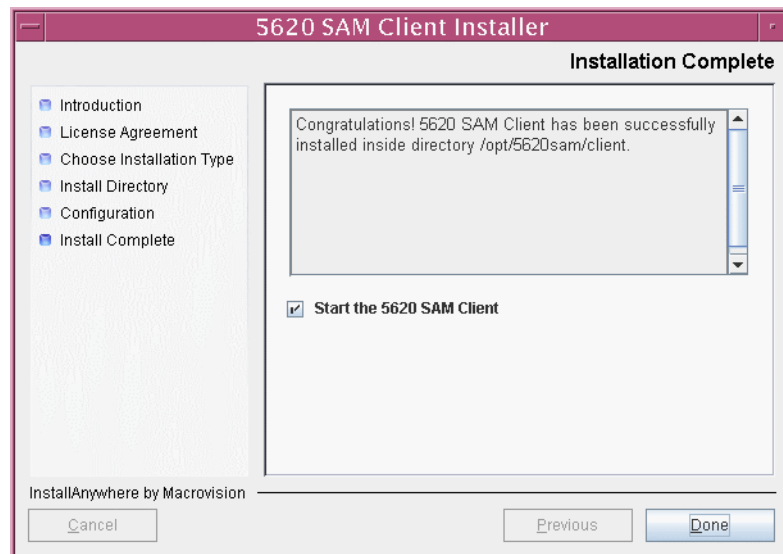 5620 SAM Client Installer
Installation Complete
Introduction
License Agreement
Choose Installation Type
Install Directory
Configuration
Install Complete
Congratulations! 5620 SAM Client has been successfully
installed inside directory /opt/5620sam/client.
Start the 5620 SAM Client
InstallAnywhere by Macrovision
Cancel
Previous
Done